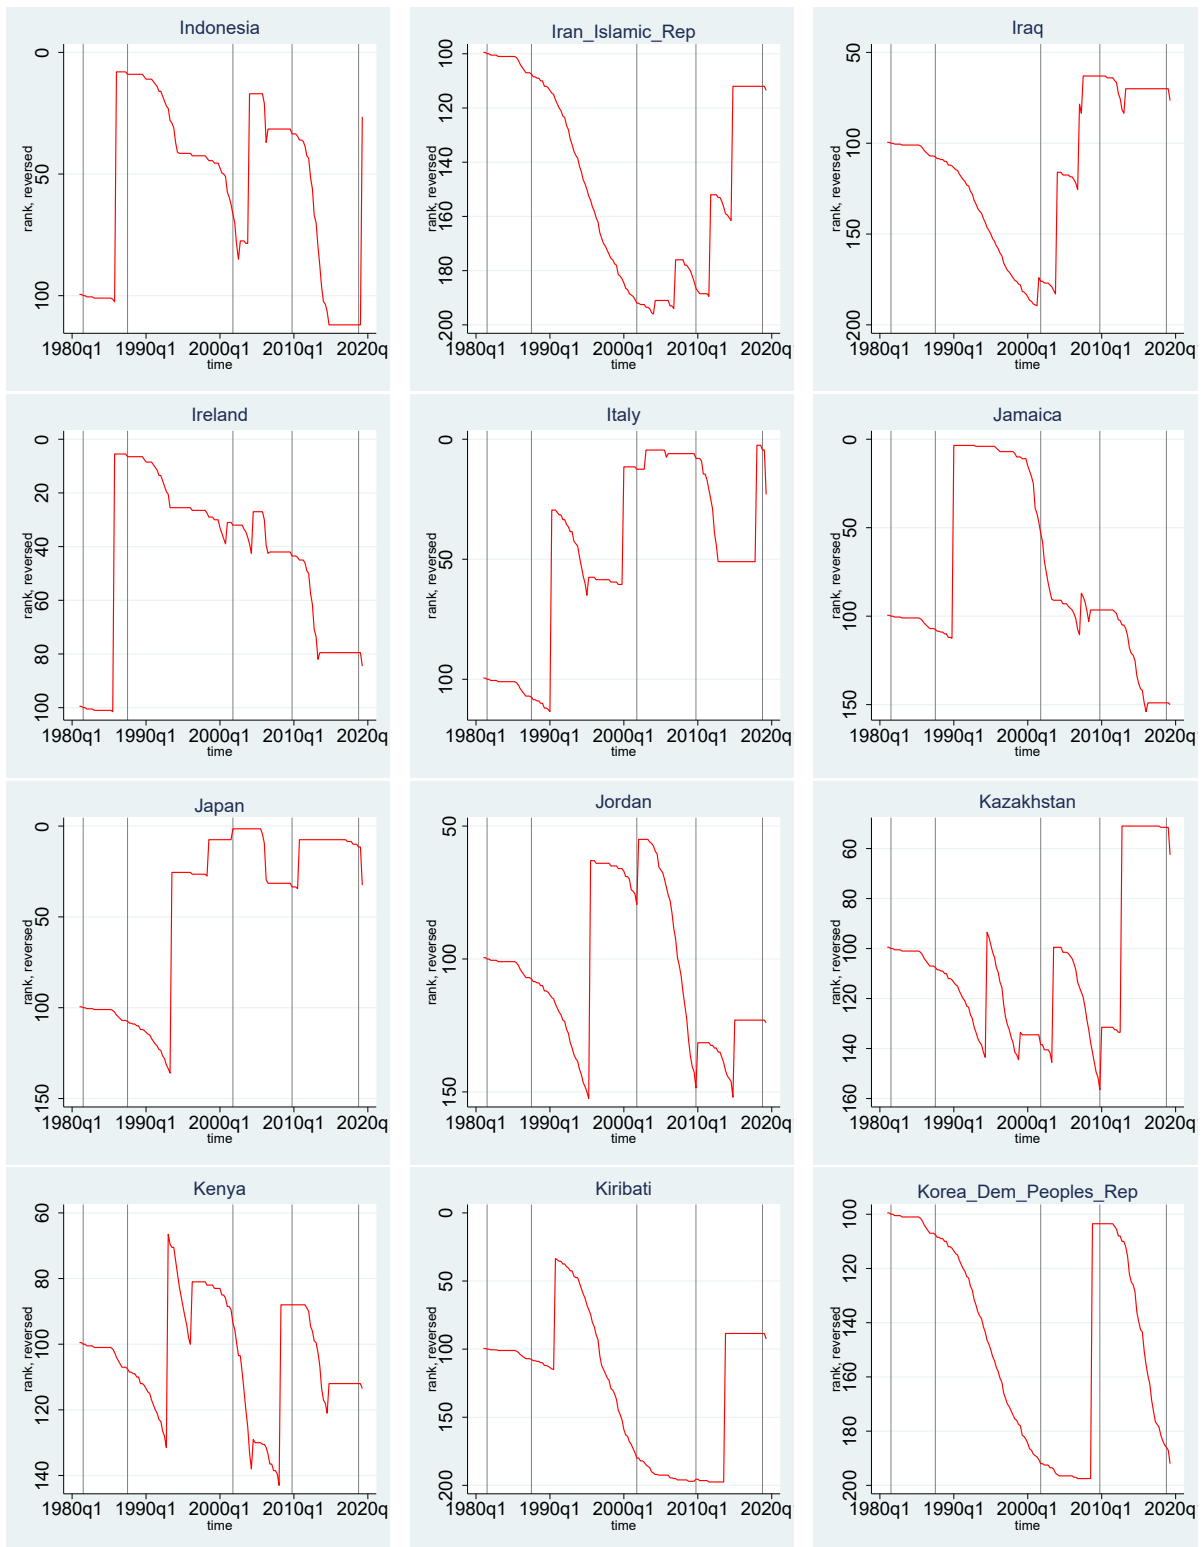 Indonesia
0
50
100
rank, reversed
1980q1 1990q1 2000q1 2010q1 2020q
time
Iran_Islamic_Rep
100
120
140
160
180
200
rank, reversed
1980q1 1990q1 2000q1 2010q1 2020q
time
Iraq
50
100
150
200
rank, reversed
1980q1 1990q1 2000q1 2010q1 2020q
time
Ireland
0
20
40
60
80
100
rank, reversed
1980q1 1990q1 2000q1 2010q1 2020q
time
Italy
0
50
100
rank, reversed
1980q1 1990q1 2000q1 2010q1 2020q
time
Jamaica
0
50
100
150
rank, reversed
1980q1 1990q1 2000q1 2010q1 2020q
time
Japan
0
50
100
150
rank, reversed
1980q1 1990q1 2000q1 2010q1 2020q
time
Jordan
50
100
150
rank, reversed
1980q1 1990q1 2000q1 2010q1 2020q
time
Kazakhstan
60
80
100
120
140
160
rank, reversed
1980q1 1990q1 2000q1 2010q1 2020q
time
Kenya
60
80
100
120
140
rank, reversed
1980q1 1990q1 2000q1 2010q1 2020q
time
Kiribati
0
50
100
150
200
rank, reversed
1980q1 1990q1 2000q1 2010q1 2020q
time
Korea_Dem_Peoples_Rep
100
120
140
160
180
200
rank, reversed
1980q1 1990q1 2000q1 2010q1 2020q
time